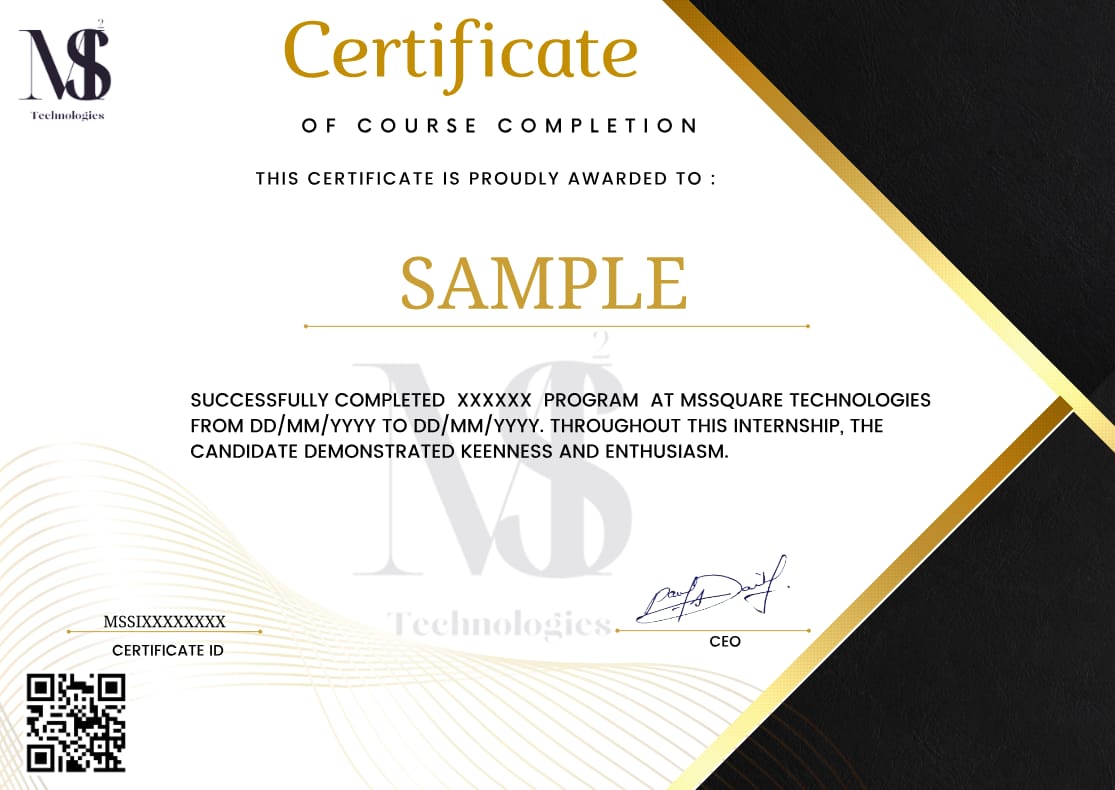 MS2
Technologies
Certificate
OF COURSE COMPLETION
THIS CERTIFICATE IS PROUDLY AWARDED TO :
SAMPLE
MS2
SUCCESSFULLY COMPLETED XXXXXX PROGRAM AT MSSQUARE TECHNOLOGIES
FROM DD/MM/YYYY TO DD/MM/YYYY. THROUGHOUT THIS INTERNSHIP, THE
CANDIDATE DEMONSTRATED KEENNESS AND ENTHUSIASM.
Technologies
MSSIXXXXXXXX
CERTIFICATE ID
CEO